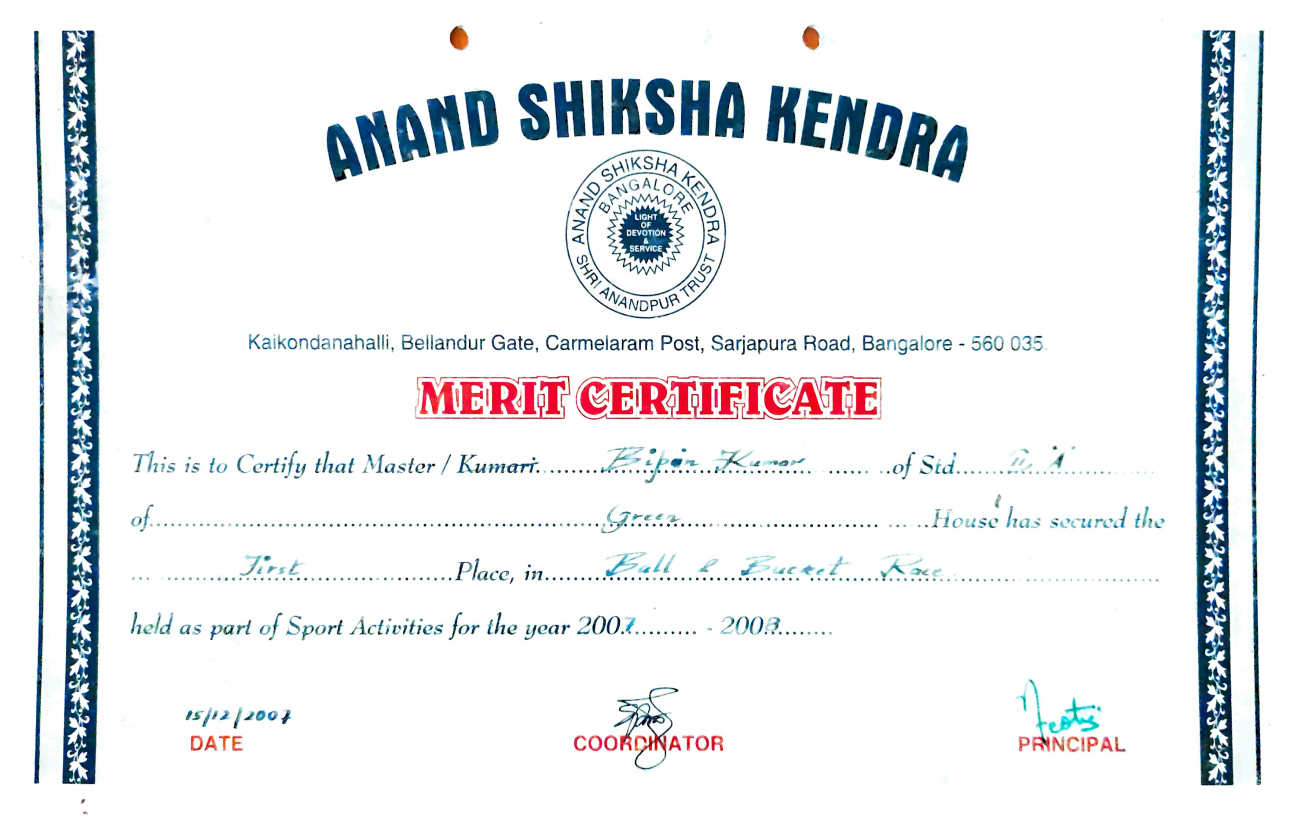 ANAND SHIKSHA KENDRA
ANAND SHIKSHA KENDRA
BANGALORE
LIGHT
OF
DEVOTION
&
SERVICE
SHRI ANANDPUR TRUST
Kaikondanahalli, Bellandur Gate, Carmelaram Post, Sarjapura Road, Bangalore - 560 035.
MERIT CERTIFICATE
This is to Certify that Master / Kumari Bipin Kumar of Std II 'A'
of Green House has secured the
First Place, in Ball & Bucket Race
held as part of Sport Activities for the year 2007 - 2008
15/12/2007
DATE COORDINATOR PRINCIPAL